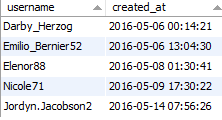 username created_at
Darby_Herzog 2016-05-06 00:14:21
Emilio_Bernier52 2016-05-06 13:04:30
Elenor88 2016-05-08 01:30:41
Nicole71 2016-05-09 17:30:22
Jordyn.Jacobson2 2016-05-14 07:56:26